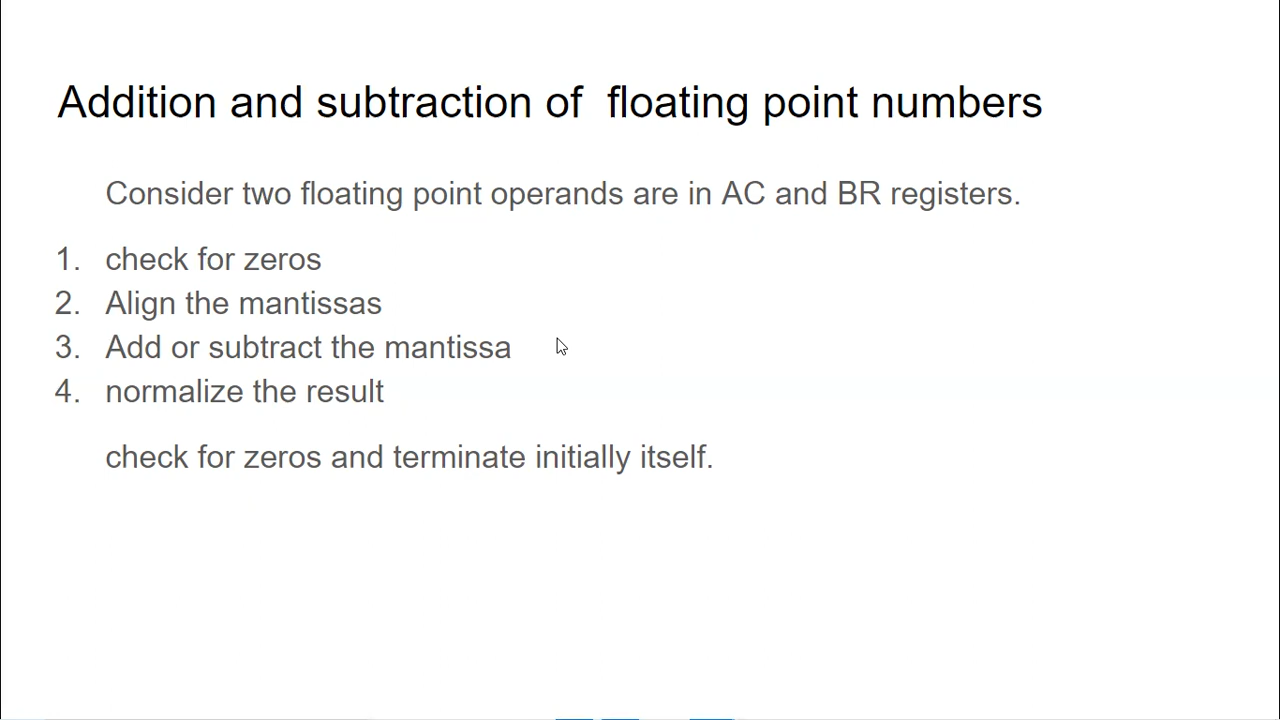 Addition and subtraction of  floating point numbers
Consider two floating point operands are in AC and BR registers.
1. check for zeros
2. Align the mantissas
3. Add or subtract the mantissa
4. normalize the result
check for zeros and terminate initially itself.